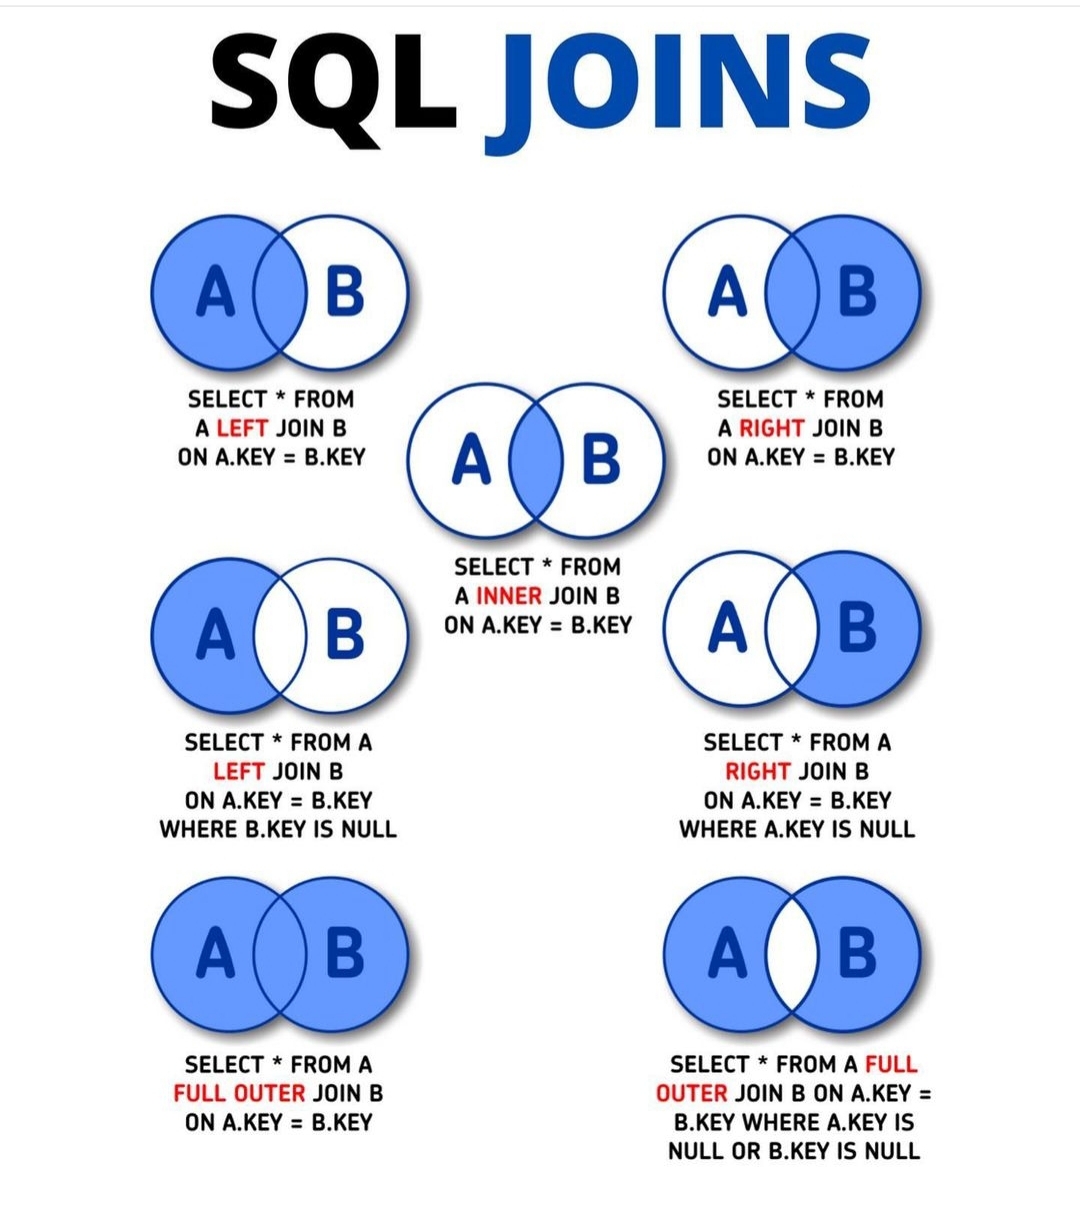 SQL JOINS
A B
SELECT * FROM
A LEFT JOIN B
ON A.KEY = B.KEY
A B
SELECT * FROM
A RIGHT JOIN B
ON A.KEY = B.KEY
A B
SELECT * FROM
A INNER JOIN B
ON A.KEY = B.KEY
A B
SELECT * FROM A
LEFT JOIN B
ON A.KEY = B.KEY
WHERE B.KEY IS NULL
A B
SELECT * FROM A
RIGHT JOIN B
ON A.KEY = B.KEY
WHERE A.KEY IS NULL
A B
SELECT * FROM A
FULL OUTER JOIN B
ON A.KEY = B.KEY
A B
SELECT * FROM A FULL
OUTER JOIN B ON A.KEY =
B.KEY WHERE A.KEY IS
NULL OR B.KEY IS NULL